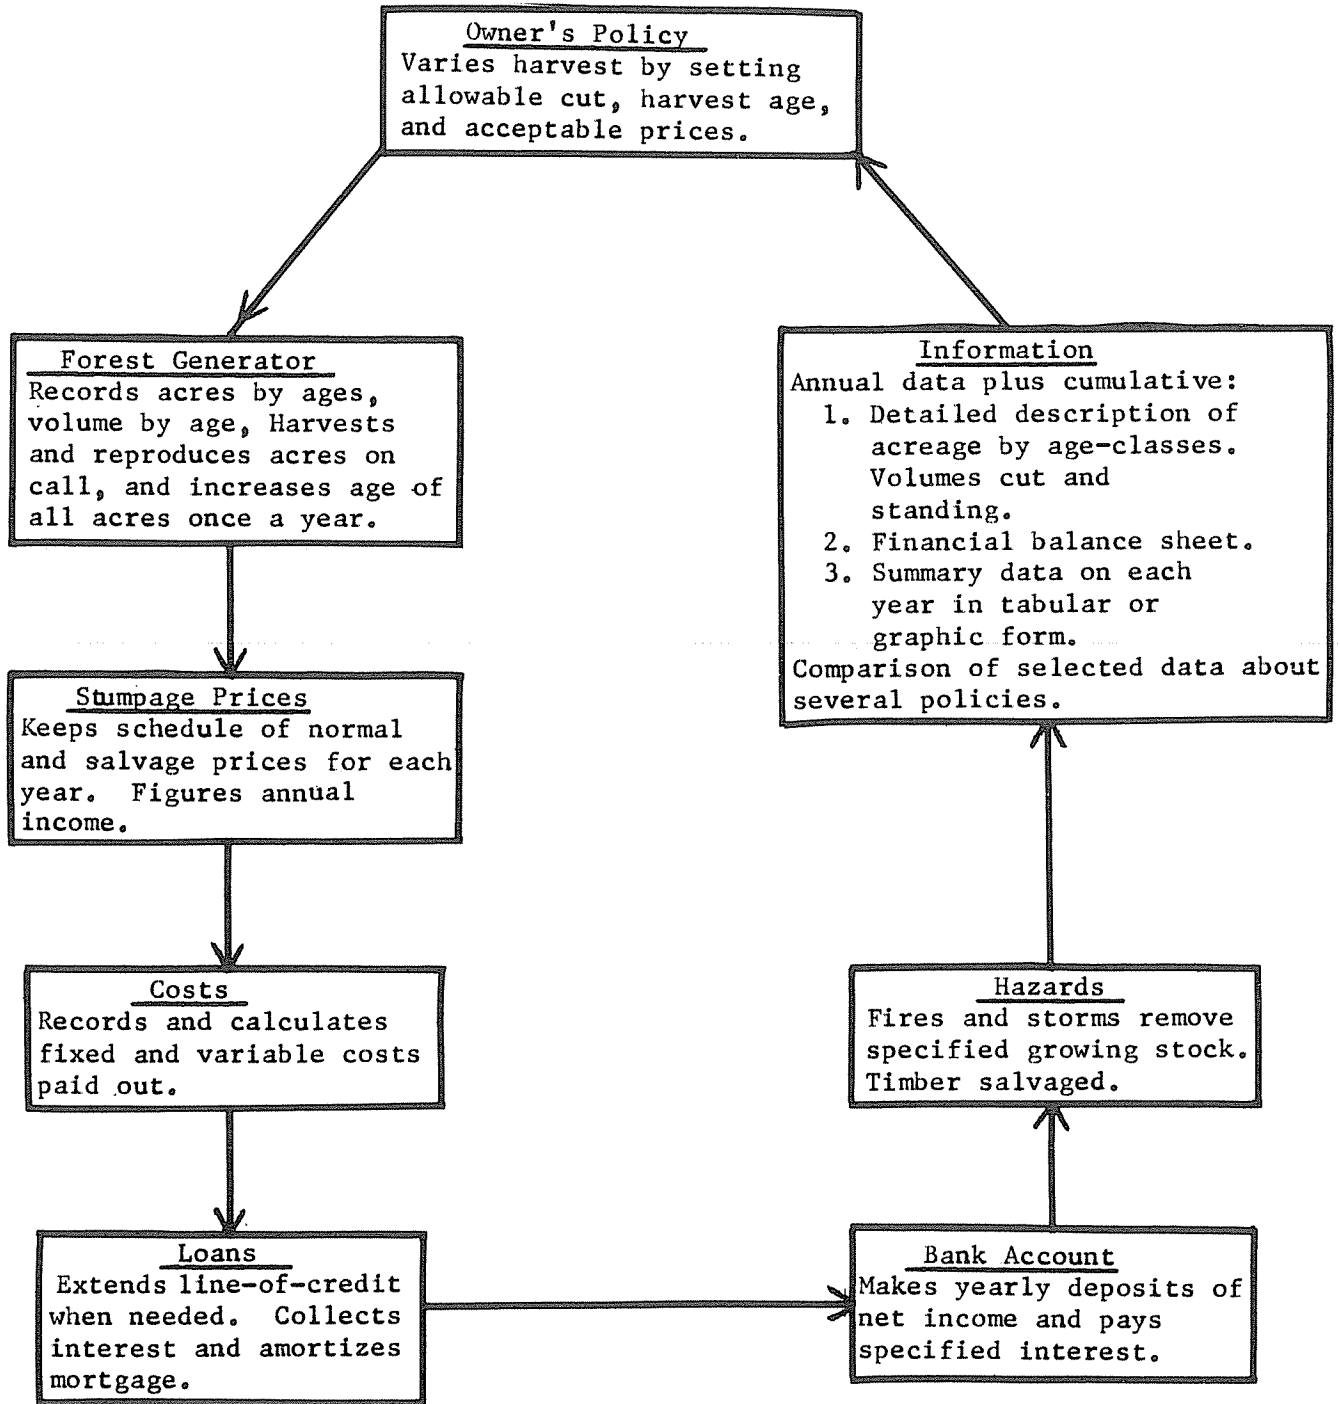 Owner's Policy
Varies harvest by setting
allowable cut, harvest age,
and acceptable prices.
Forest Generator
Records acres by ages,
volume by age, Harvests
and reproduces acres on
call, and increases age of
all acres once a year.
Stumpage Prices
Keeps schedule of normal
and salvage prices for each
year.  Figures annual
income.
Costs
Records and calculates
fixed and variable costs
paid out.
Loans
Extends line-of-credit
when needed.  Collects
interest and amortizes
mortgage.
Bank Account
Makes yearly deposits of
net income and pays
specified interest.
Hazards
Fires and storms remove
specified growing stock.
Timber salvaged.
Information
Annual data plus cumulative:
1. Detailed description of
acreage by age-classes.
Volumes cut and
standing.
2. Financial balance sheet.
3. Summary data on each
year in tabular or
graphic form.
Comparison of selected data about
several policies.